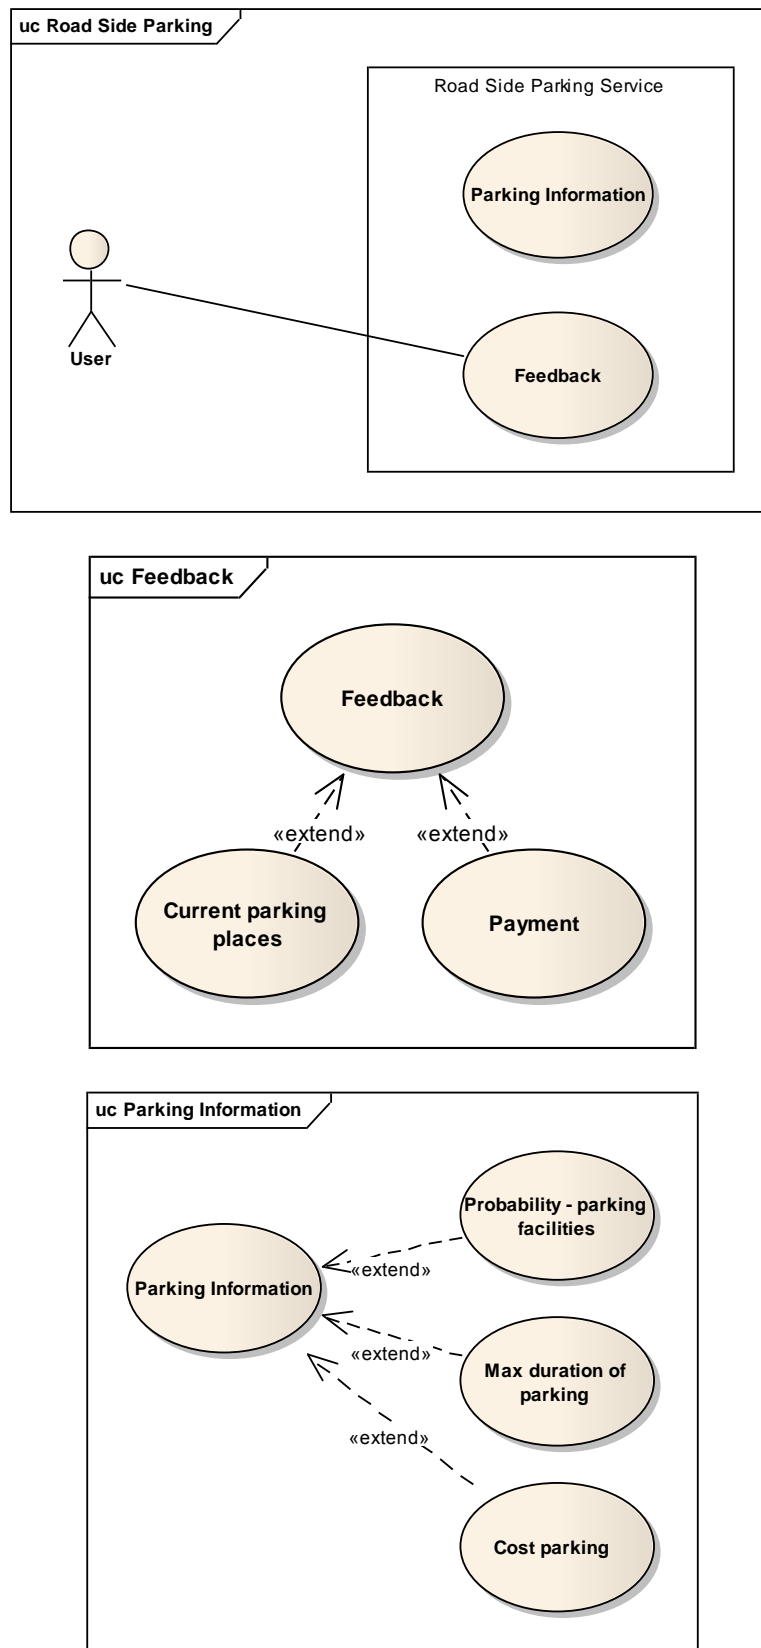 uc Road Side Parking
Road Side Parking Service
Parking Information
User
Feedback
uc Feedback
Feedback
«extend»
«extend»
Current parking
places
Payment
uc Parking Information
Probability - parking
facilities
Parking Information
«extend»
«extend»
Max duration of
parking
«extend»
Cost parking